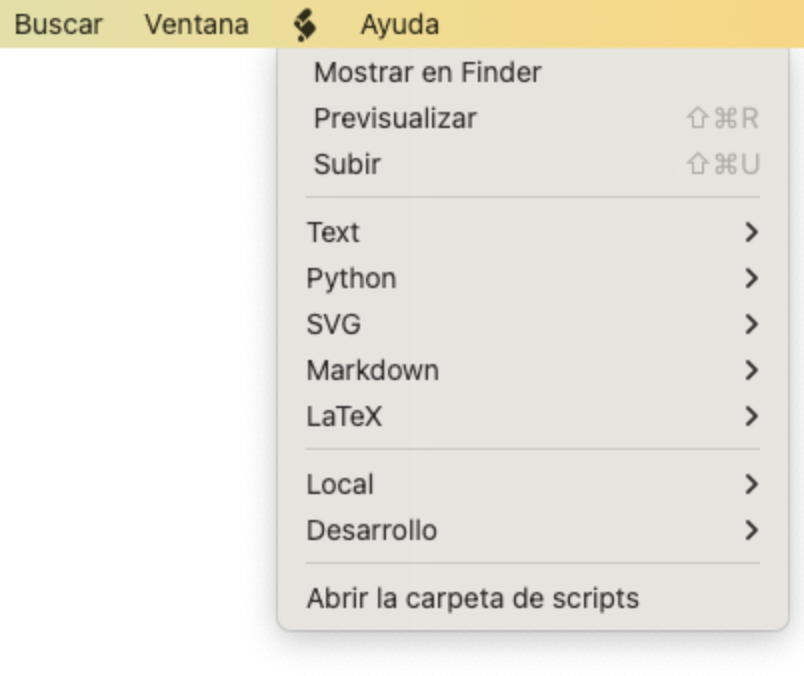 Buscar Ventana Ayuda
Mostrar en Finder
Previsualizar ⇧⌘R
Subir ⇧⌘U
Text
Python
SVG
Markdown
LaTeX
Local
Desarrollo
Abrir la carpeta de scripts